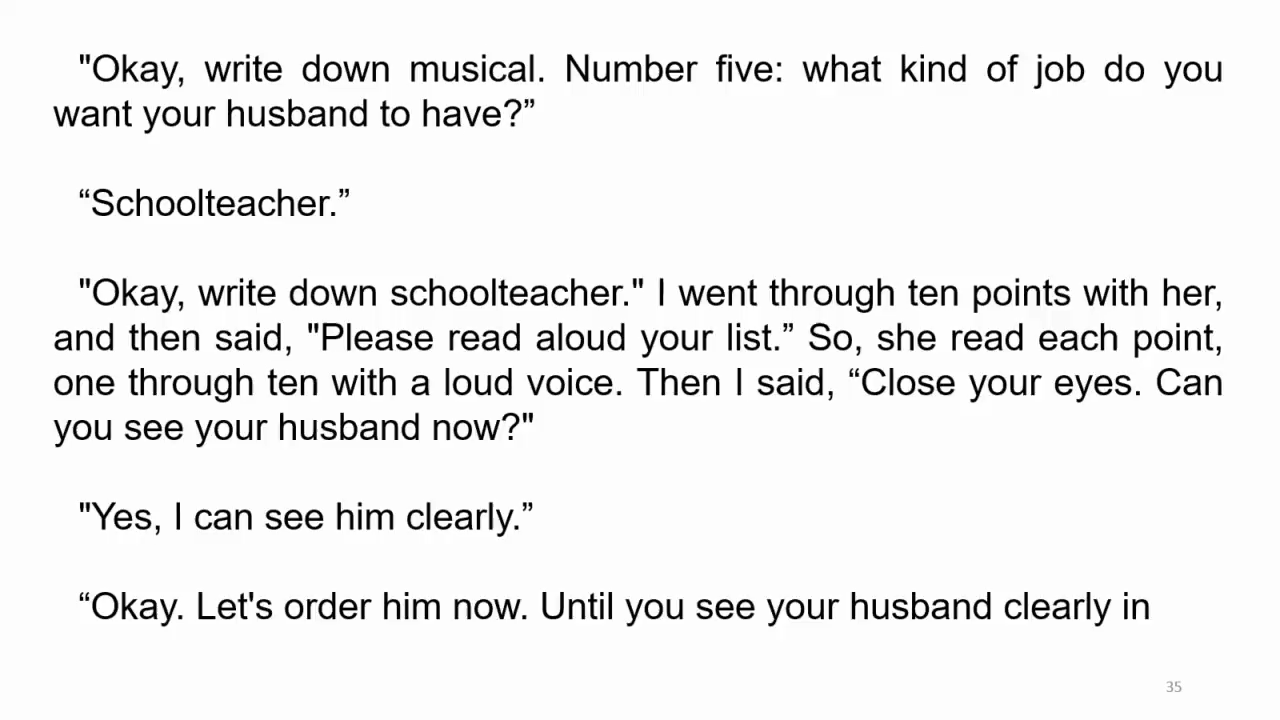 "Okay, write down musical. Number five: what kind of job do you
want your husband to have?”
“Schoolteacher.”
"Okay, write down schoolteacher." I went through ten points with her,
and then said, "Please read aloud your list.” So, she read each point,
one through ten with a loud voice. Then I said, “Close your eyes. Can
you see your husband now?"
"Yes, I can see him clearly.”
“Okay. Let's order him now. Until you see your husband clearly in
35